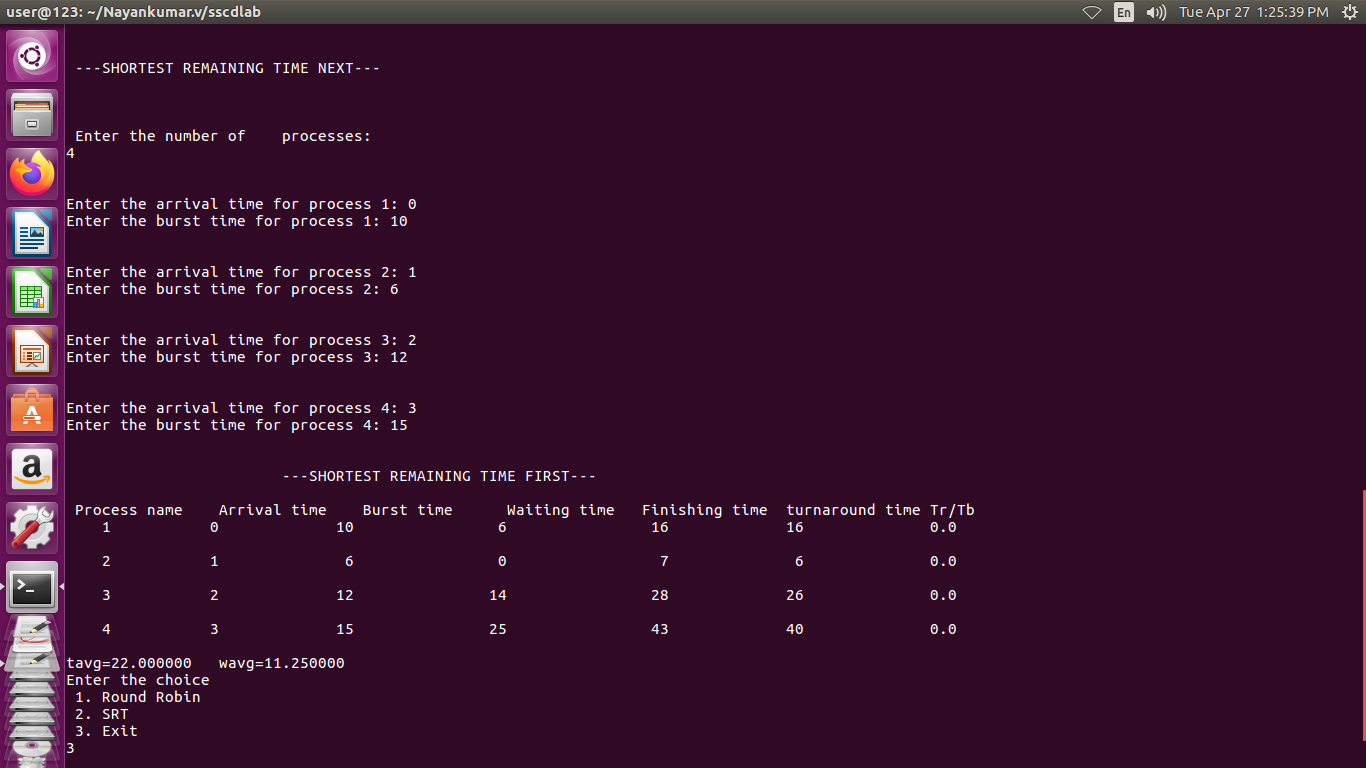 user@123: ~/Nayankumar.v/sscdlab En Tue Apr 27 1:25:39 PM
---SHORTEST REMAINING TIME NEXT---
Enter the number of processes:
4
Enter the arrival time for process 1: 0
Enter the burst time for process 1: 10
Enter the arrival time for process 2: 1
Enter the burst time for process 2: 6
Enter the arrival time for process 3: 2
Enter the burst time for process 3: 12
Enter the arrival time for process 4: 3
Enter the burst time for process 4: 15
---SHORTEST REMAINING TIME FIRST---
Process name Arrival time Burst time Waiting time Finishing time turnaround time Tr/Tb
1 0 10 6 16 16 0.0
2 1 6 0 7 6 0.0
3 2 12 14 28 26 0.0
4 3 15 25 43 40 0.0
tavg=22.000000 wavg=11.250000
Enter the choice
1. Round Robin
2. SRT
3. Exit
3